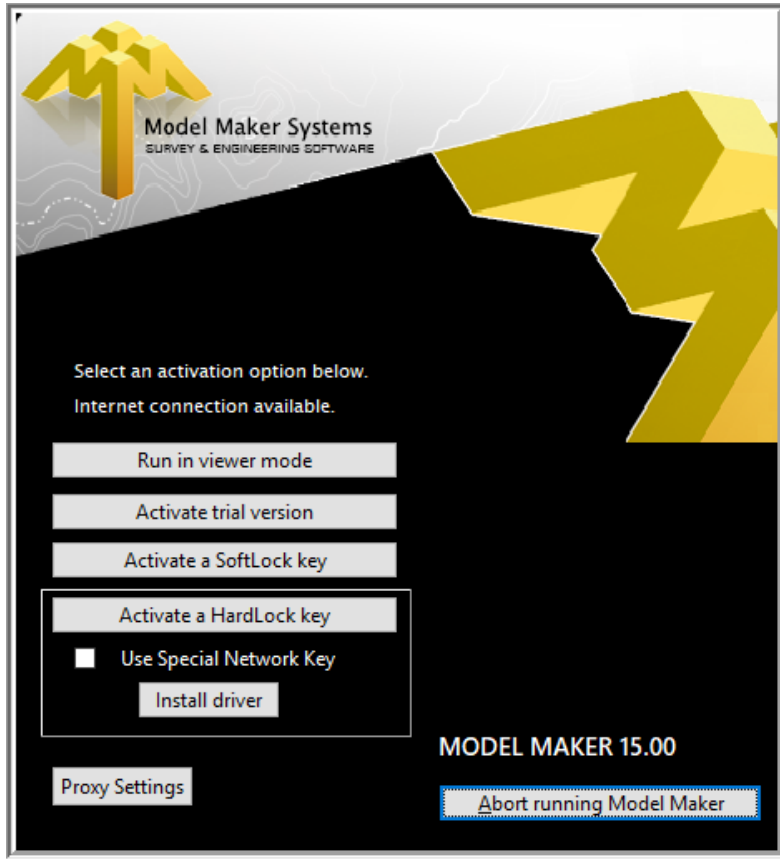 Model Maker Systems
SURVEY & ENGINEERING SOFTWARE
Select an activation option below.
Internet connection available.
Run in viewer mode
Activate trial version
Activate a SoftLock key
Activate a HardLock key
Use Special Network Key
Install driver
MODEL MAKER 15.00
Proxy Settings
Abort running Model Maker